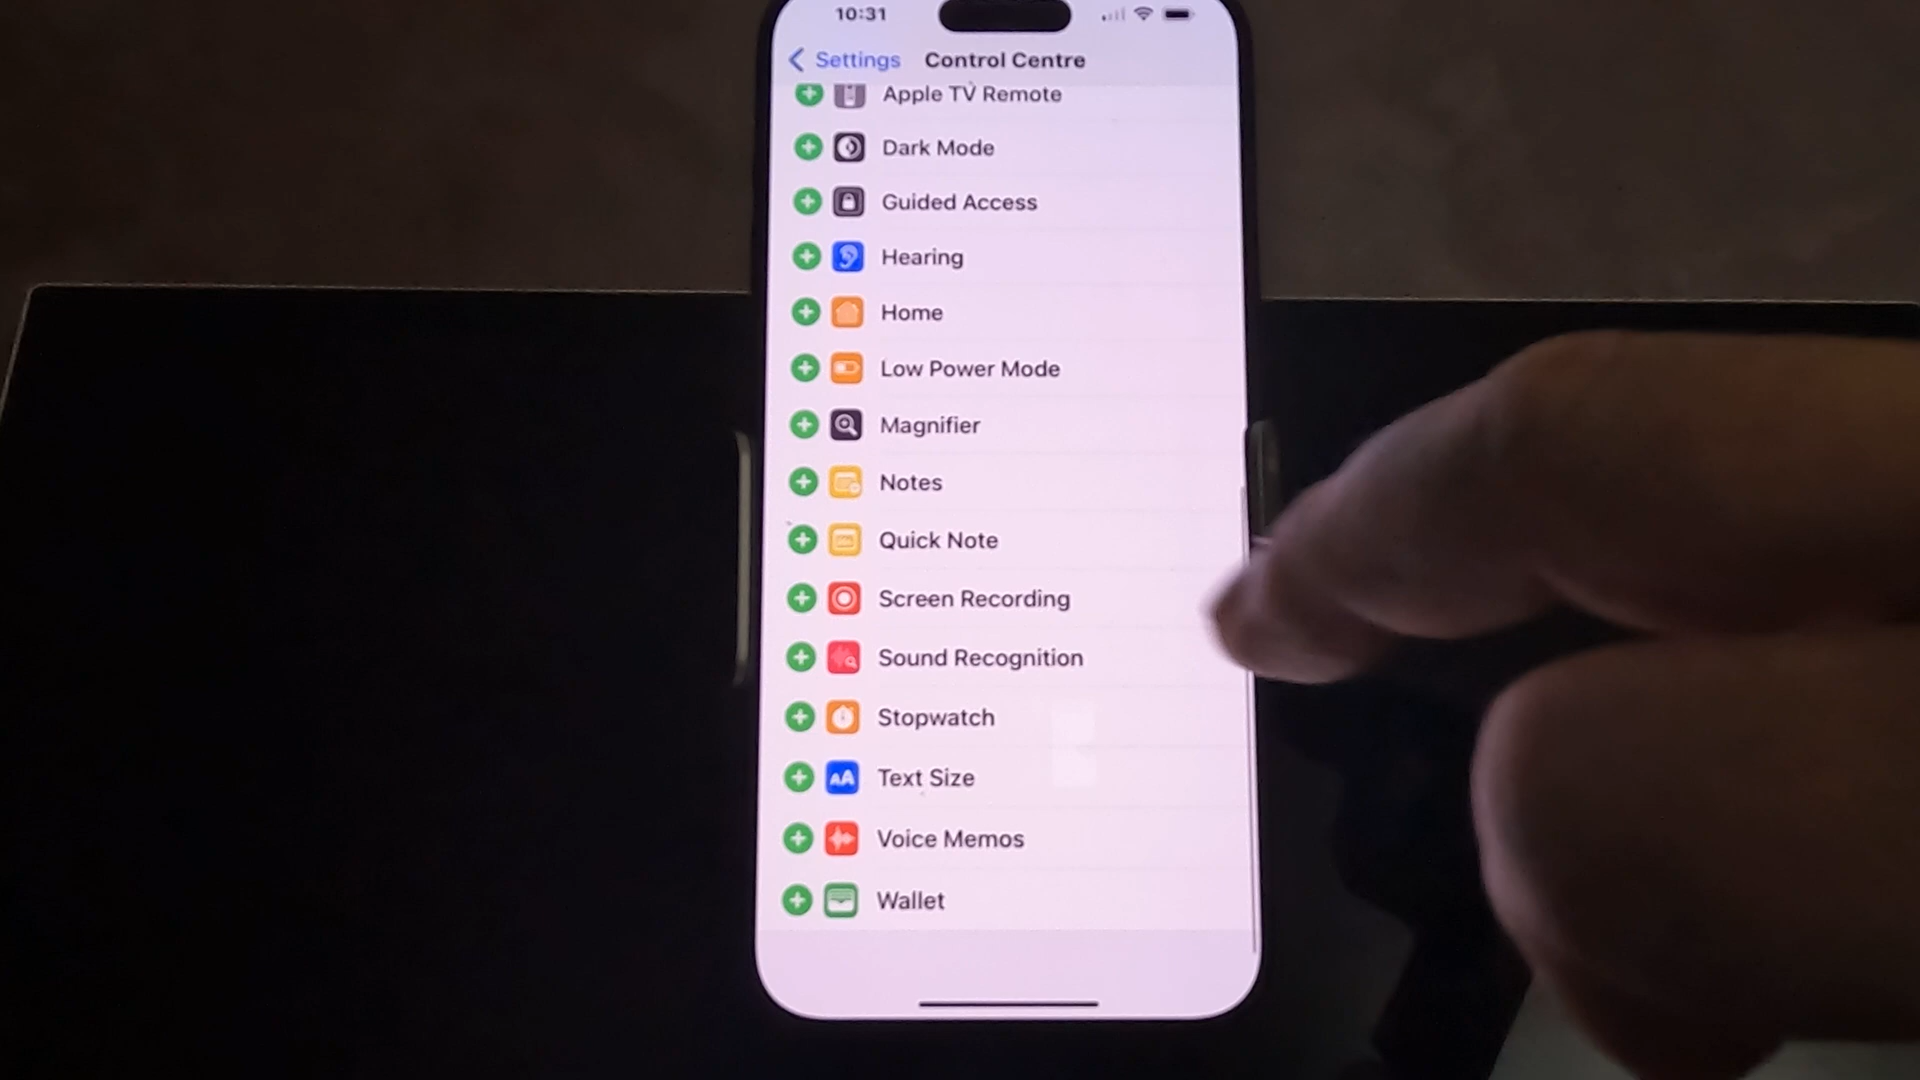 10:31
Settings Control Centre
Apple TV Remote
Dark Mode
Guided Access
Hearing
Home
Low Power Mode
Magnifier
Notes
Quick Note
Screen Recording
Sound Recognition
Stopwatch
AA Text Size
Voice Memos
Wallet